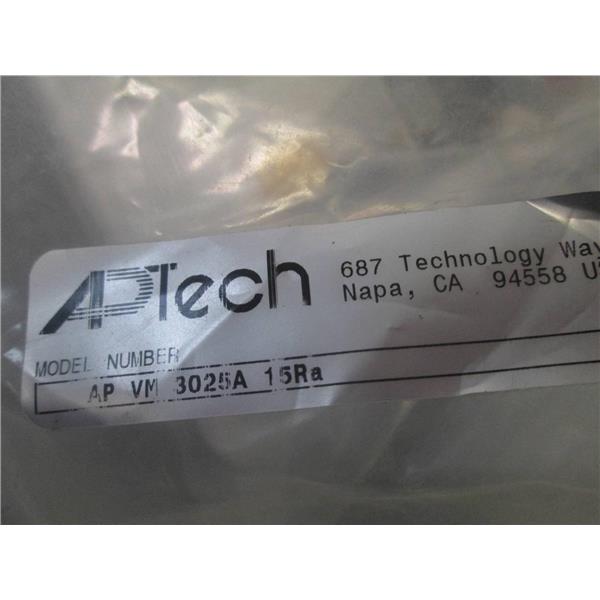 APTech
687 Technology Way
Napa, CA 94558
MODEL NUMBER
AP VM 3025A 15Ra